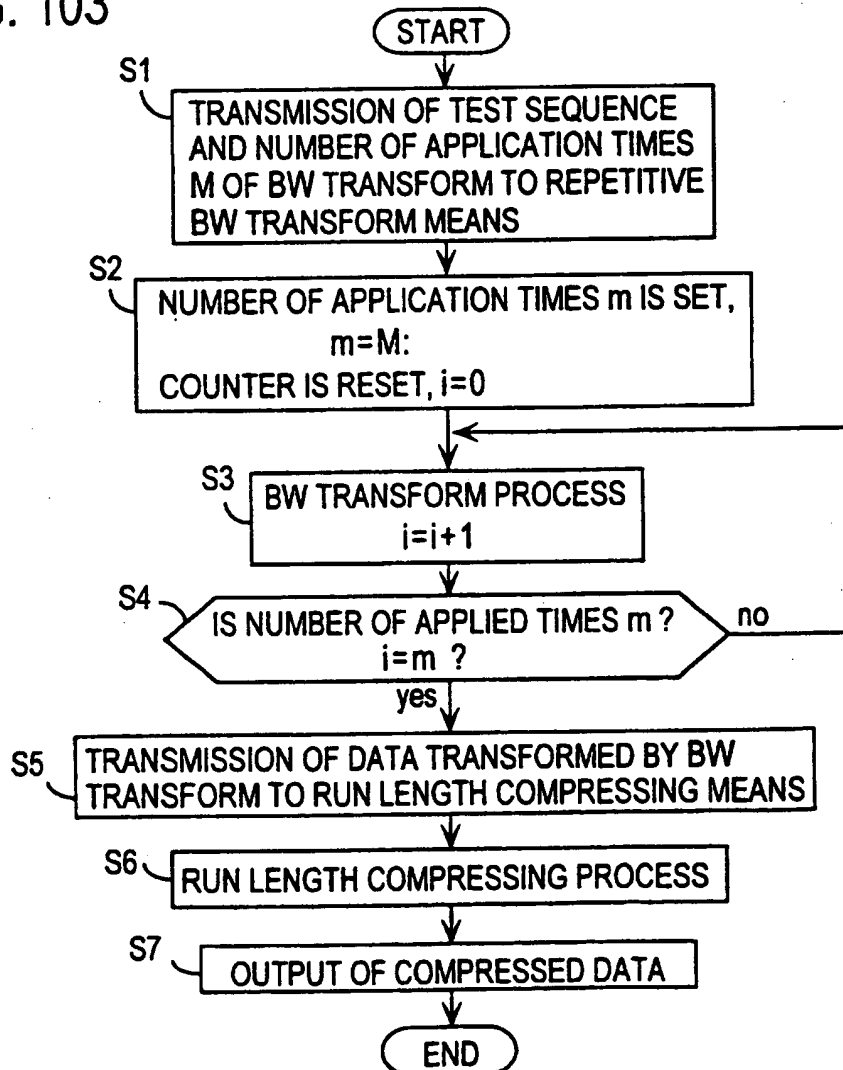 G. 103
START
S1
TRANSMISSION OF TEST SEQUENCE
AND NUMBER OF APPLICATION TIMES
M OF BW TRANSFORM TO REPETITIVE
BW TRANSFORM MEANS
S2
NUMBER OF APPLICATION TIMES m IS SET,
m=M:
COUNTER IS RESET, i=0
S3
BW TRANSFORM PROCESS
i=i+1
S4
IS NUMBER OF APPLIED TIMES m ?
i=m ?
no
yes
S5
TRANSMISSION OF DATA TRANSFORMED BY BW
TRANSFORM TO RUN LENGTH COMPRESSING MEANS
S6
RUN LENGTH COMPRESSING PROCESS
S7
OUTPUT OF COMPRESSED DATA
END